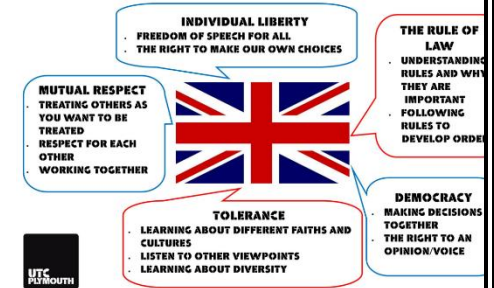 INDIVIDUAL LIBERTY
. FREEDOM OF SPEECH FOR ALL
. THE RIGHT TO MAKE OUR OWN CHOICES
THE RULE OF
LAW
. UNDERSTANDING
RULES AND WHY
THEY ARE
IMPORTANT
. FOLLOWING
RULES TO
DEVELOP ORDER
MUTUAL RESPECT
. TREATING OTHERS AS
YOU WANT TO BE
TREATED
. RESPECT FOR EACH
OTHER
. WORKING TOGETHER
DEMOCRACY
. MAKING DECISIONS
TOGETHER
. THE RIGHT TO AN
OPINION/VOICE
TOLERANCE
. LEARNING ABOUT DIFFERENT FAITHS AND
CULTURES
. LISTEN TO OTHER VIEWPOINTS
. LEARNING ABOUT DIVERSITY
UTC
PLYMOUTH